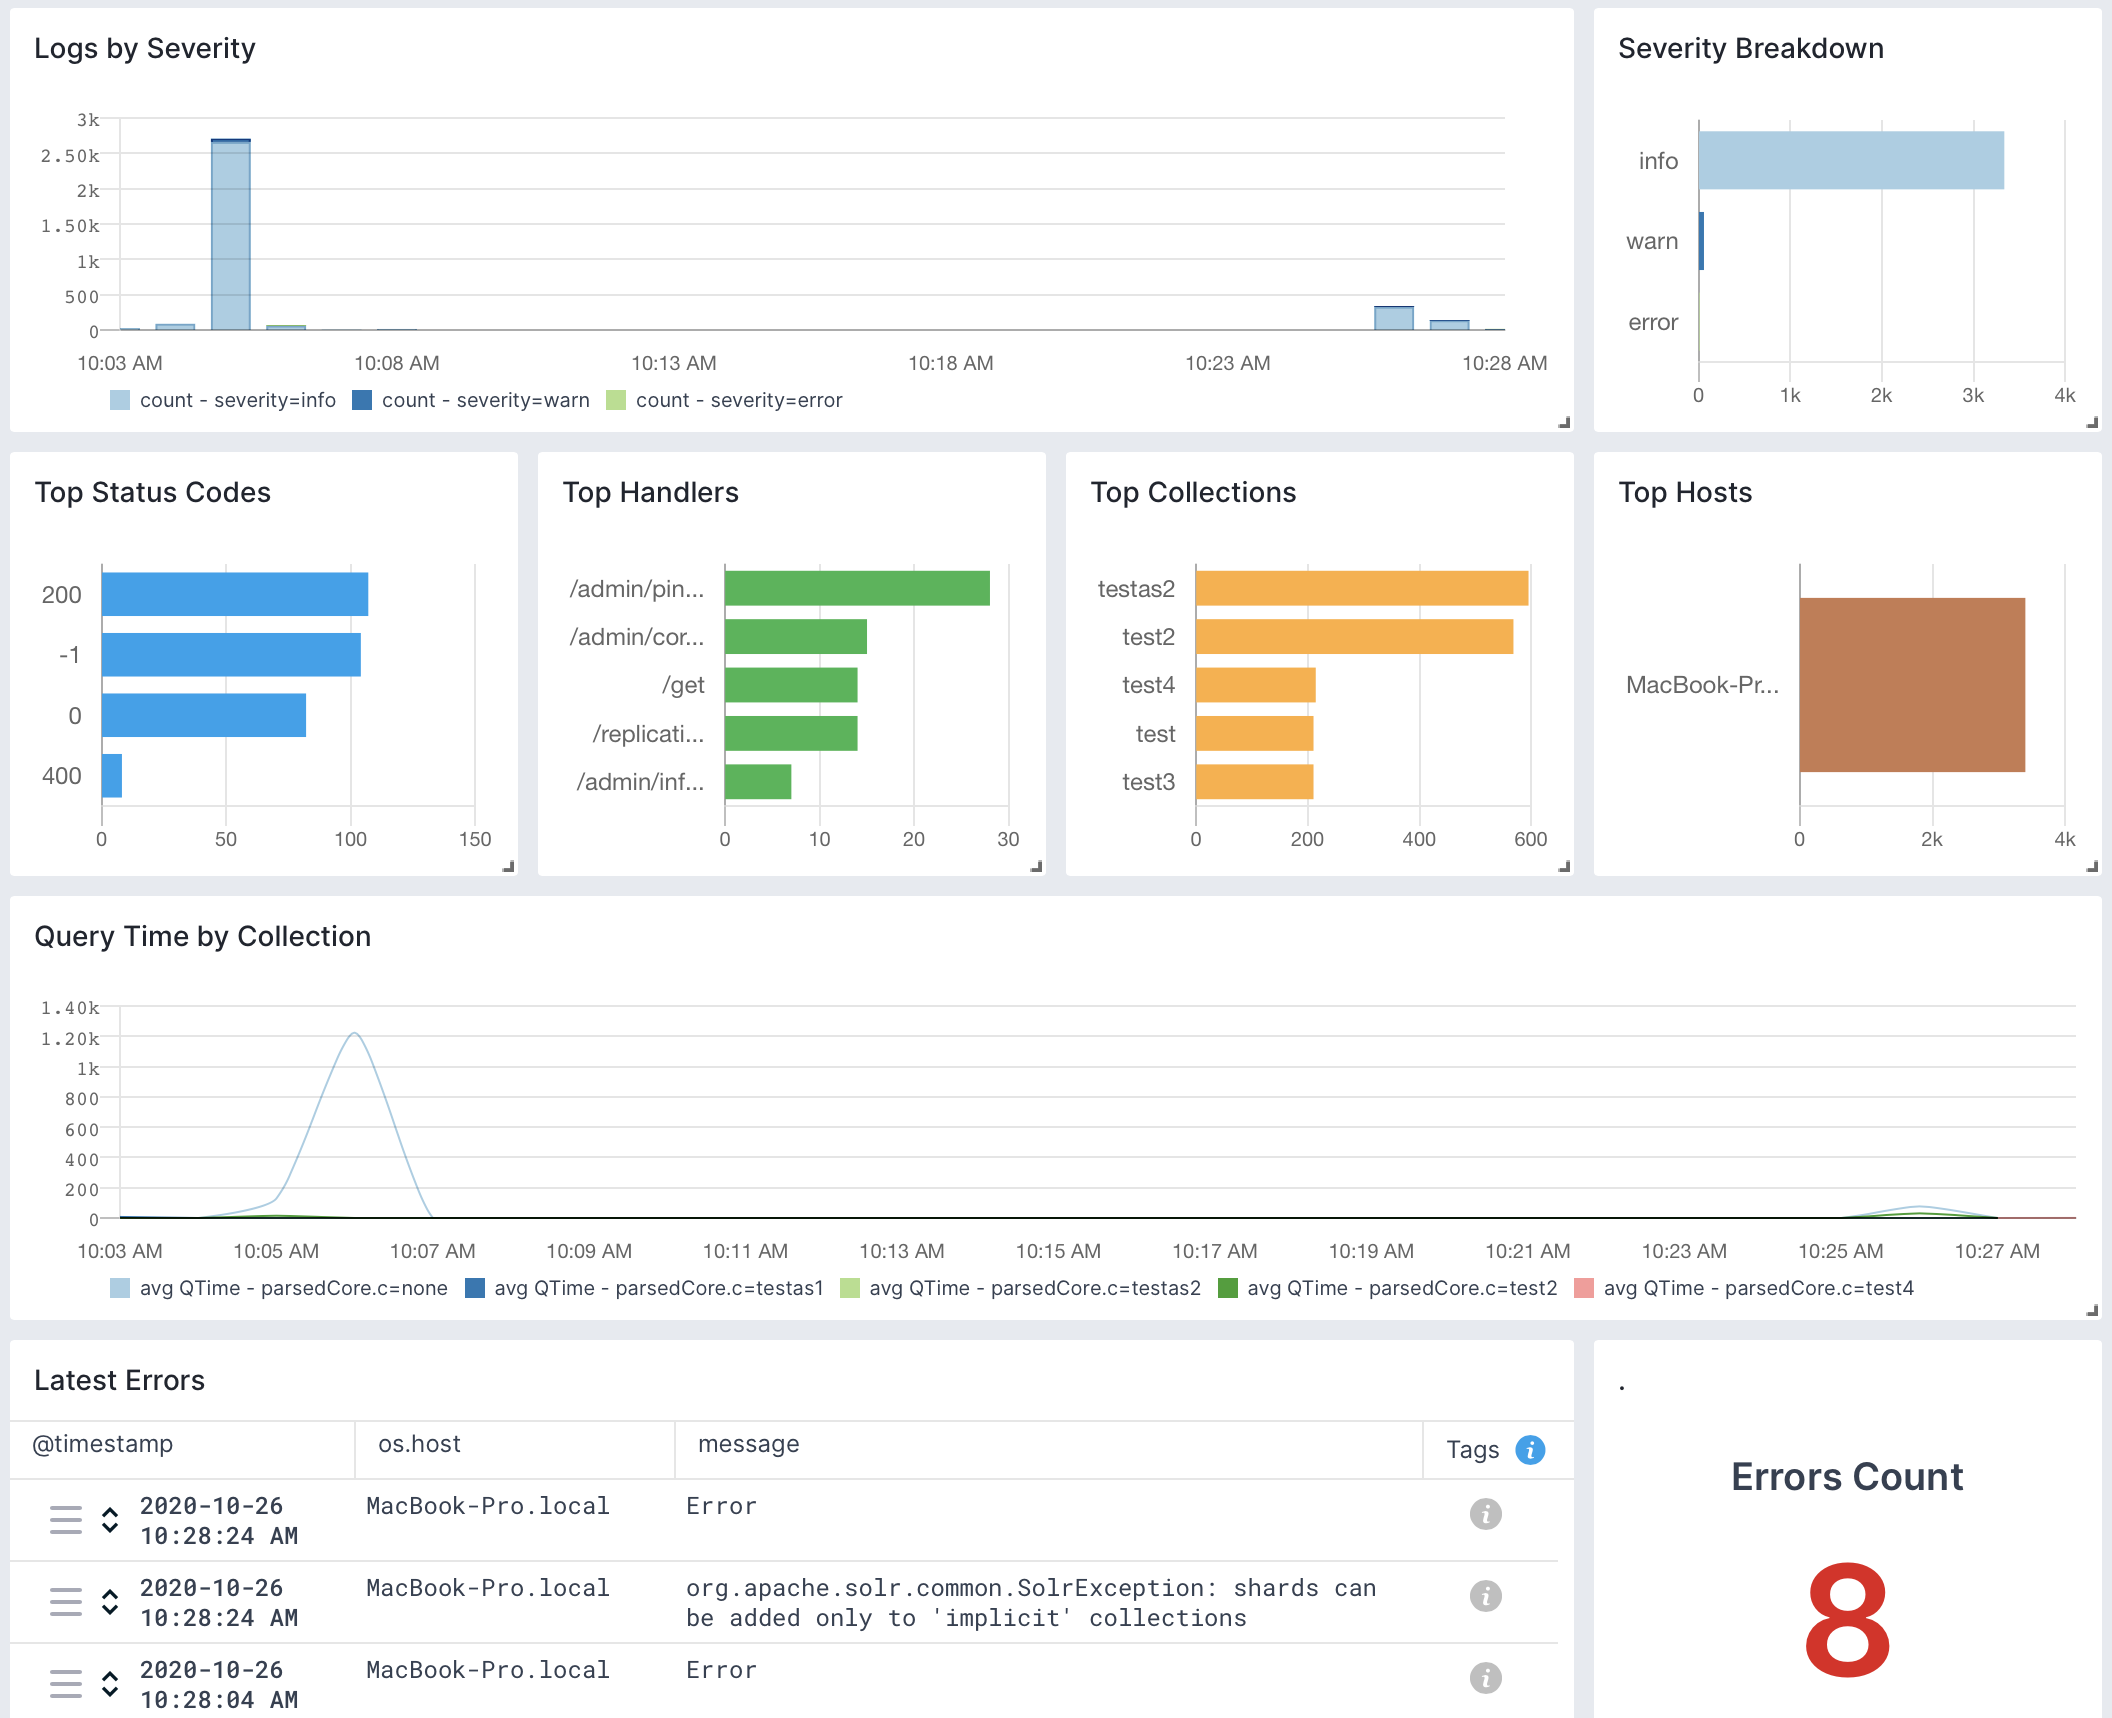 Logs by Severity
3k
2.50k
2k
1.50k
1k
500
0
10:03 AM 10:08 AM 10:13 AM 10:18 AM 10:23 AM 10:28 AM
count - severity=info count - severity=warn count - severity=error
Severity Breakdown
info
warn
error
0 1k 2k 3k 4k
Top Status Codes
200
-1
0
400
0 50 100 150
Top Handlers
/admin/pin...
/admin/cor...
/get
/replicati...
/admin/inf...
0 10 20 30
Top Collections
testas2
test2
test4
test
test3
0 200 400 600
Top Hosts
MacBook-Pr...
0 2k 4k
Query Time by Collection
1.40k
1.20k
1k
800
600
400
200
0
10:03 AM 10:05 AM 10:07 AM 10:09 AM 10:11 AM 10:13 AM 10:15 AM 10:17 AM 10:19 AM 10:21 AM 10:23 AM 10:25 AM 10:27 AM
avg QTime - parsedCore.c=none avg QTime - parsedCore.c=testas1 avg QTime - parsedCore.c=testas2 avg QTime - parsedCore.c=test2 avg QTime - parsedCore.c=test4
Latest Errors
@timestamp os.host message Tags i
2020-10-26 MacBook-Pro.local Error i
10:28:24 AM
2020-10-26 MacBook-Pro.local org.apache.solr.common.SolrException: shards can i
10:28:24 AM be added only to 'implicit' collections
2020-10-26 MacBook-Pro.local Error i
10:28:04 AM
.
Errors Count
8